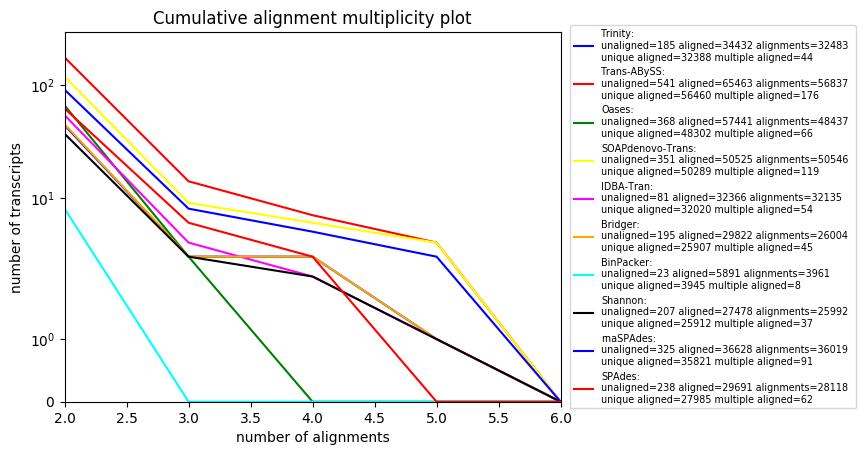 Cumulative alignment multiplicity plot
number of transcripts
10²
10¹
10⁰
0
2.0 2.5 3.0 3.5 4.0 4.5 5.0 5.5 6.0
number of alignments
Trinity:
unaligned=185 aligned=34432 alignments=32483
unique aligned=32388 multiple aligned=44
Trans-ABySS:
unaligned=541 aligned=65463 alignments=56837
unique aligned=56460 multiple aligned=176
Oases:
unaligned=368 aligned=57441 alignments=48437
unique aligned=48302 multiple aligned=66
SOAPdenovo-Trans:
unaligned=351 aligned=50525 alignments=50546
unique aligned=50289 multiple aligned=119
IDBA-Tran:
unaligned=81 aligned=32366 alignments=32135
unique aligned=32020 multiple aligned=54
Bridger:
unaligned=195 aligned=29822 alignments=26004
unique aligned=25907 multiple aligned=45
BinPacker:
unaligned=23 aligned=5891 alignments=3961
unique aligned=3945 multiple aligned=8
Shannon:
unaligned=207 aligned=27478 alignments=25992
unique aligned=25912 multiple aligned=37
rnaSPAdes:
unaligned=325 aligned=36628 alignments=36019
unique aligned=35821 multiple aligned=91
SPAdes:
unaligned=238 aligned=29691 alignments=28118
unique aligned=27985 multiple aligned=62